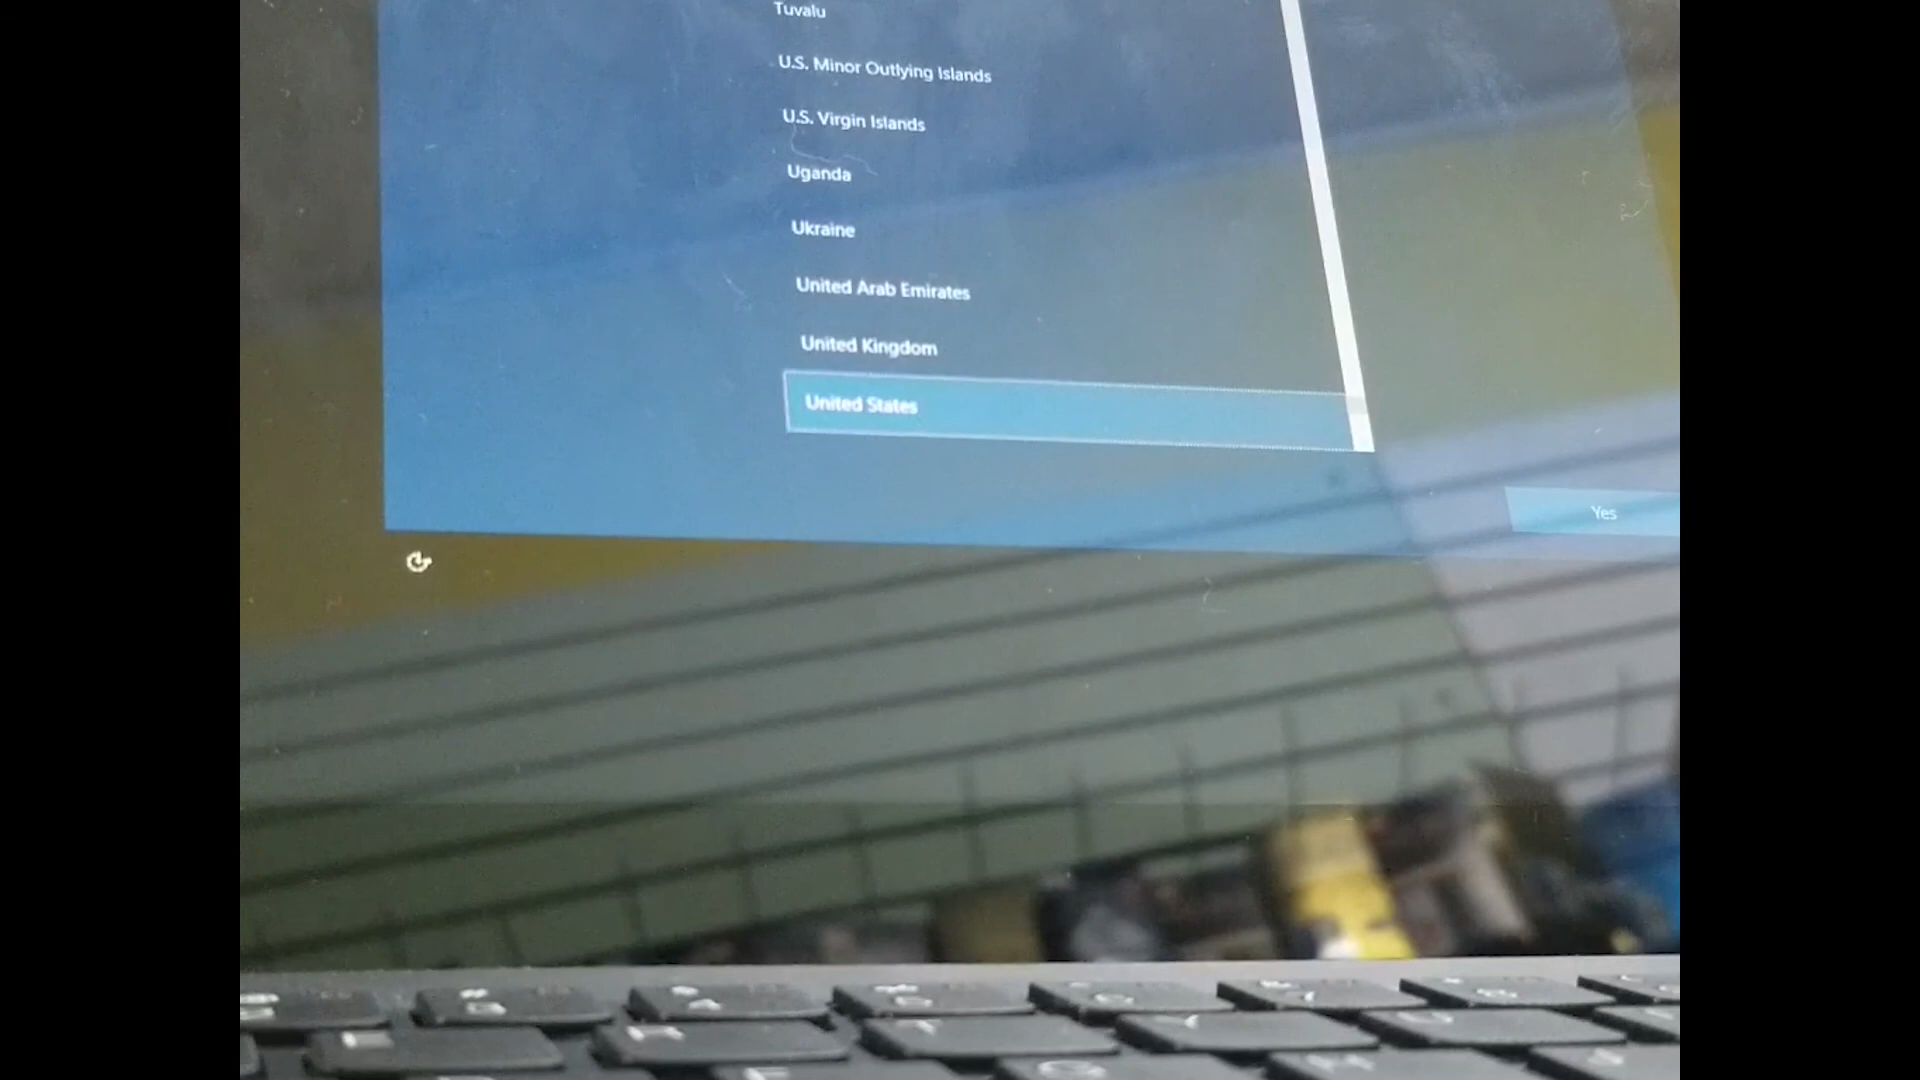 Tuvalu
U.S. Minor Outlying Islands
U.S. Virgin Islands
Uganda
Ukraine
United Arab Emirates
United Kingdom
United States
Yes